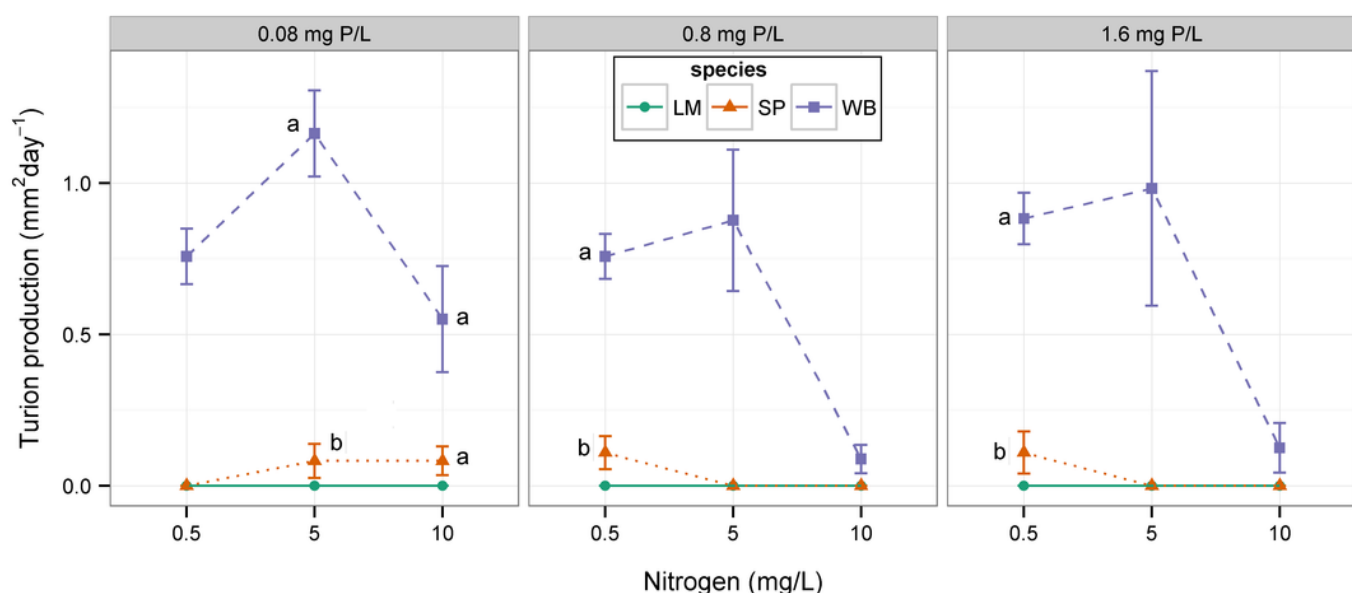 0.08 mg P/L
0.8 mg P/L
1.6 mg P/L
species
LM SP WB
Turion production (mm²day⁻¹)
1.0
0.5
0.0
a
a
b
a
a
b
a
b
0.5 5 10
0.5 5 10
0.5 5 10
Nitrogen (mg/L)